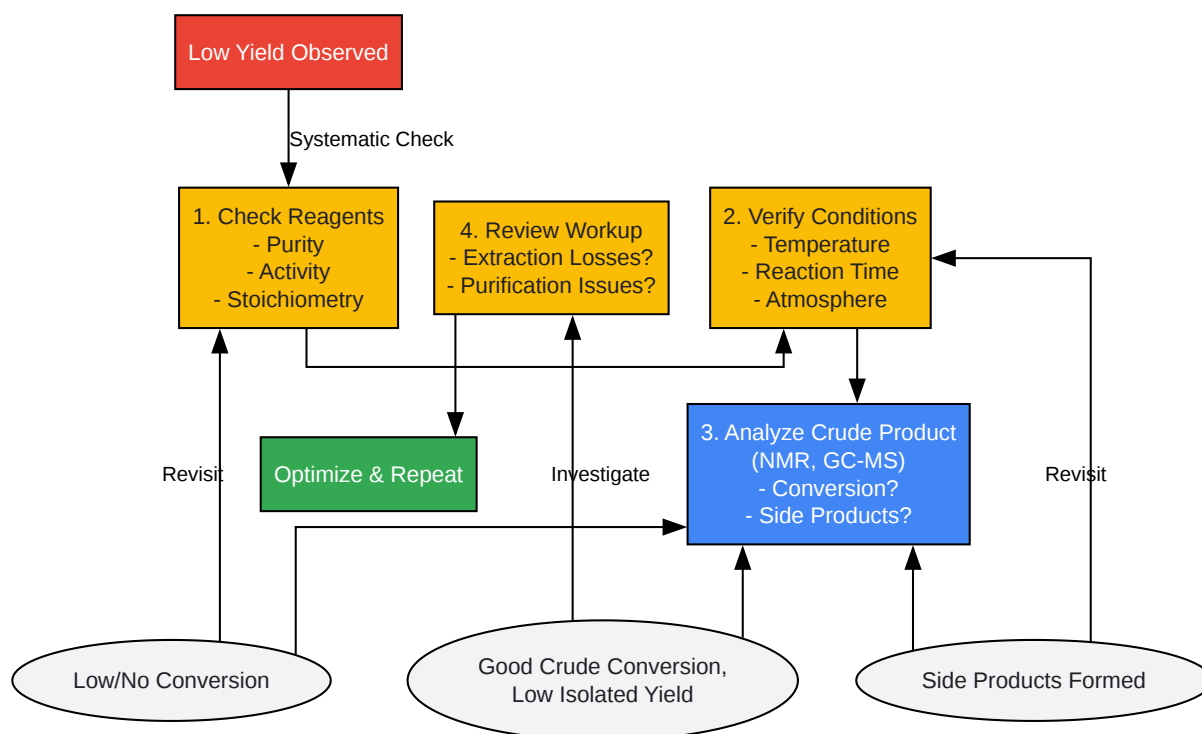 Low Yield Observed
Systematic Check
1. Check Reagents
- Purity
- Activity
- Stoichiometry
4. Review Workup
- Extraction Losses?
- Purification Issues?
2. Verify Conditions
- Temperature
- Reaction Time
- Atmosphere
Revisit
Optimize & Repeat
Investigate
3. Analyze Crude Product
(NMR, GC-MS)
- Conversion?
- Side Products?
Revisit
Low/No Conversion
Good Crude Conversion,
Low Isolated Yield
Side Products Formed